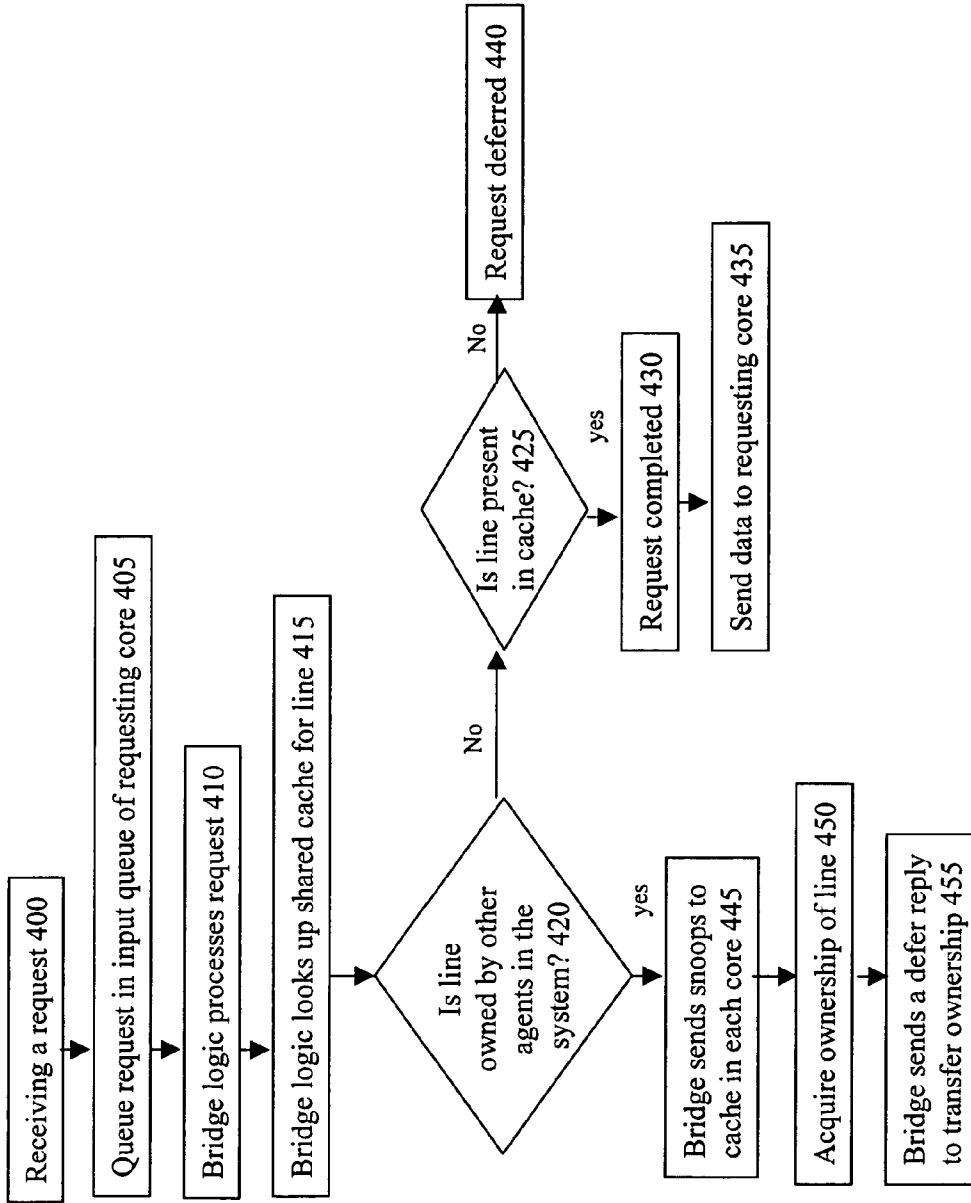 Receiving a request 400
Queue request in input queue of requesting core 405
Bridge logic processes request 410
Bridge logic looks up shared cache for line 415
Is line
owned by other
agents in the
system? 420
No
Is line present
in cache? 425
No
Request deferred 440
yes
Request completed 430
Send data to requesting core 435
yes
Bridge sends snoops to
cache in each core 445
Acquire ownership of line 450
Bridge sends a defer reply
to transfer ownership 455